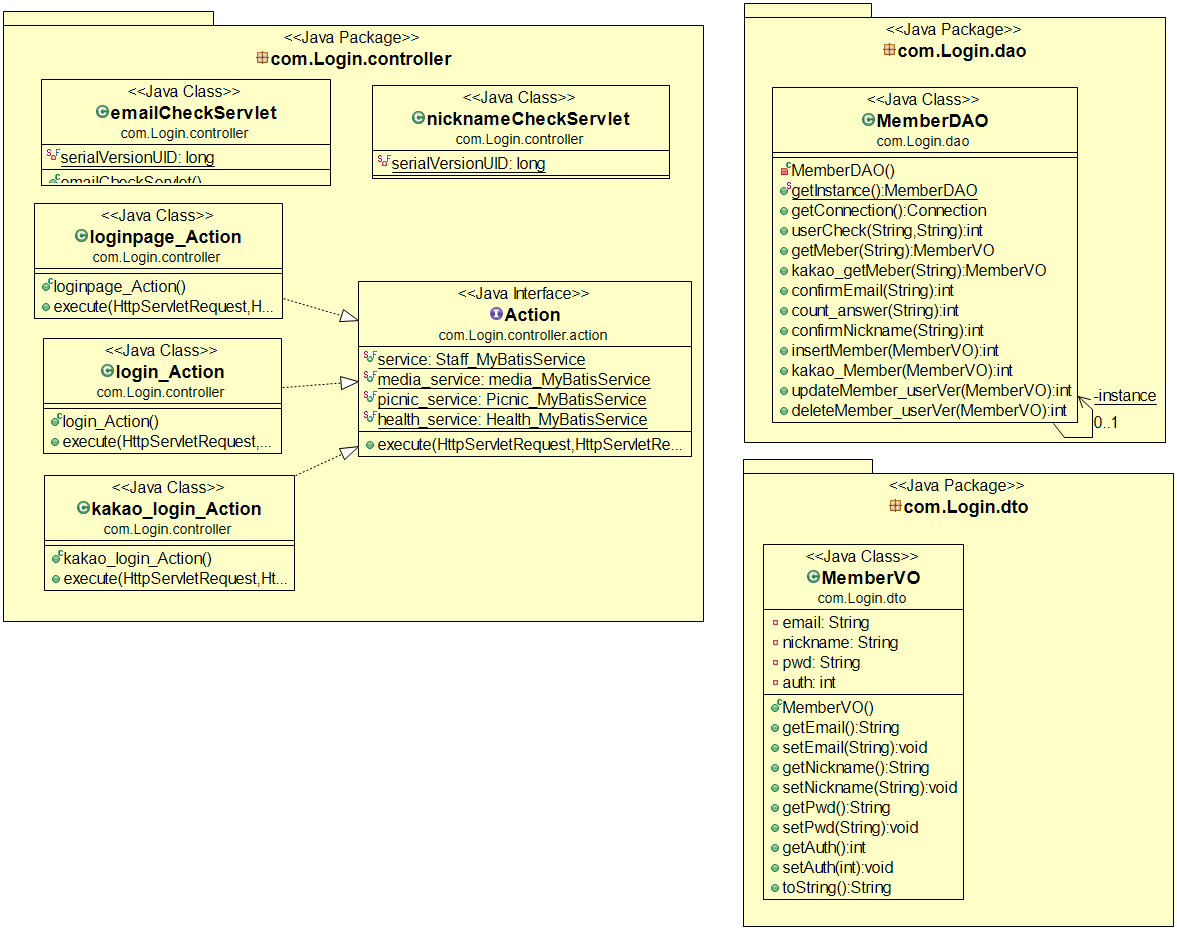 <<Java Package>>
com.Login.controller
<<Java Class>>
emailCheckServlet
com.Login.controller
serialVersionUID: long
emailCheckServlet()
<<Java Class>>
nicknameCheckServlet
com.Login.controller
serialVersionUID: long
<<Java Class>>
loginpage_Action
com.Login.controller
loginpage_Action()
execute(HttpServletRequest,H...
<<Java Class>>
login_Action
com.Login.controller
login_Action()
execute(HttpServletRequest,...
<<Java Class>>
kakao_login_Action
com.Login.controller
kakao_login_Action()
execute(HttpServletRequest,Ht...
<<Java Interface>>
Action
com.Login.controller.action
service: Staff_MyBatisService
media_service: media_MyBatisService
picnic_service: Picnic_MyBatisService
health_service: Health_MyBatisService
execute(HttpServletRequest,HttpServletRe...
<<Java Package>>
com.Login.dao
<<Java Class>>
MemberDAO
com.Login.dao
MemberDAO()
getInstance():MemberDAO
getConnection():Connection
userCheck(String,String):int
getMeber(String):MemberVO
kakao_getMeber(String):MemberVO
confirmEmail(String):int
count_answer(String):int
confirmNickname(String):int
insertMember(MemberVO):int
kakao_Member(MemberVO):int
updateMember_userVer(MemberVO):int
deleteMember_userVer(MemberVO):int
-instance
0..1
<<Java Package>>
com.Login.dto
<<Java Class>>
MemberVO
com.Login.dto
email: String
nickname: String
pwd: String
auth: int
MemberVO()
getEmail():String
setEmail(String):void
getNickname():String
setNickname(String):void
getPwd():String
setPwd(String):void
getAuth():int
setAuth(int):void
toString():String